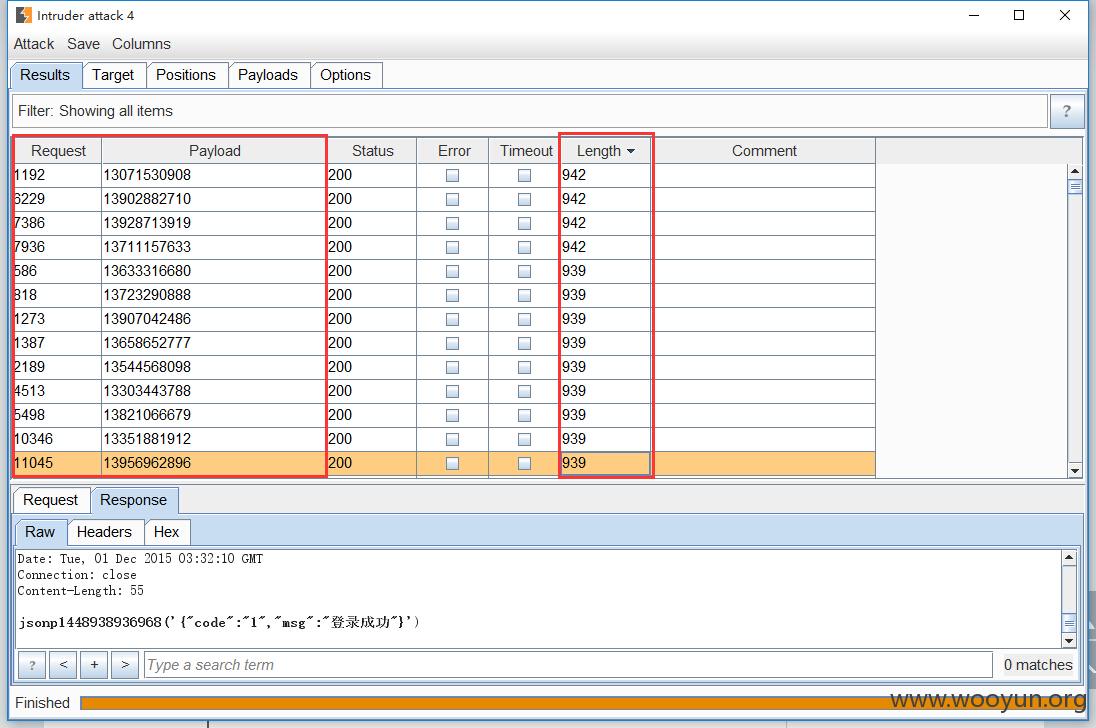 Intruder attack 4
Attack Save Columns
Results Target Positions Payloads Options
Filter: Showing all items ?
Request Payload Status Error Timeout Length Comment
1192 13071530908 200 942
6229 13902882710 200 942
7386 13928713919 200 942
7936 13711157633 200 942
586 13633316680 200 939
818 13723290888 200 939
1273 13907042486 200 939
1387 13658652777 200 939
2189 13544568098 200 939
4513 13303443788 200 939
5498 13821066679 200 939
10346 13351881912 200 939
11045 13956962896 200 939
Request Response
Raw Headers Hex
Date: Tue, 01 Dec 2015 03:32:10 GMT
Connection: close
Content-Length: 55
jsonp1448938936968('{"code":"1","msg":"登录成功"}')
? < + > Type a search term 0 matches
Finished
www.wooyun.org